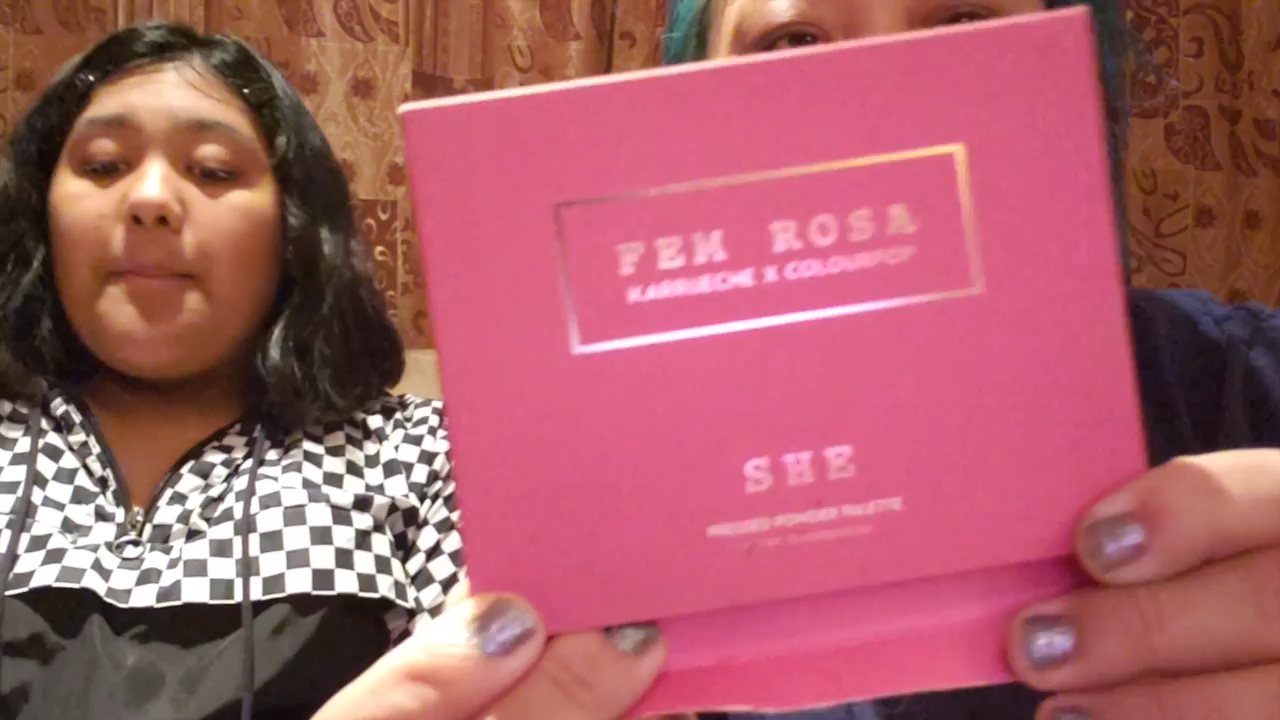 FEM ROSA
KARRUECHE X COLOURPOP
SHE
PRESSED POWDER PALETTE